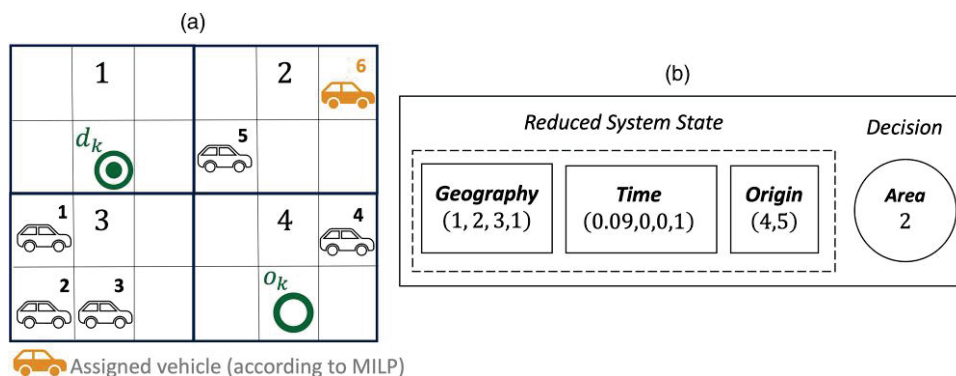 (a)
1
2
6
d_k
5
1
3
4
4
2
3
o_k
Assigned vehicle (according to MILP)
(b)
Reduced System State
Decision
Geography
(1, 2, 3,1)
Time
(0.09,0,0,1)
Origin
(4,5)
Area
2